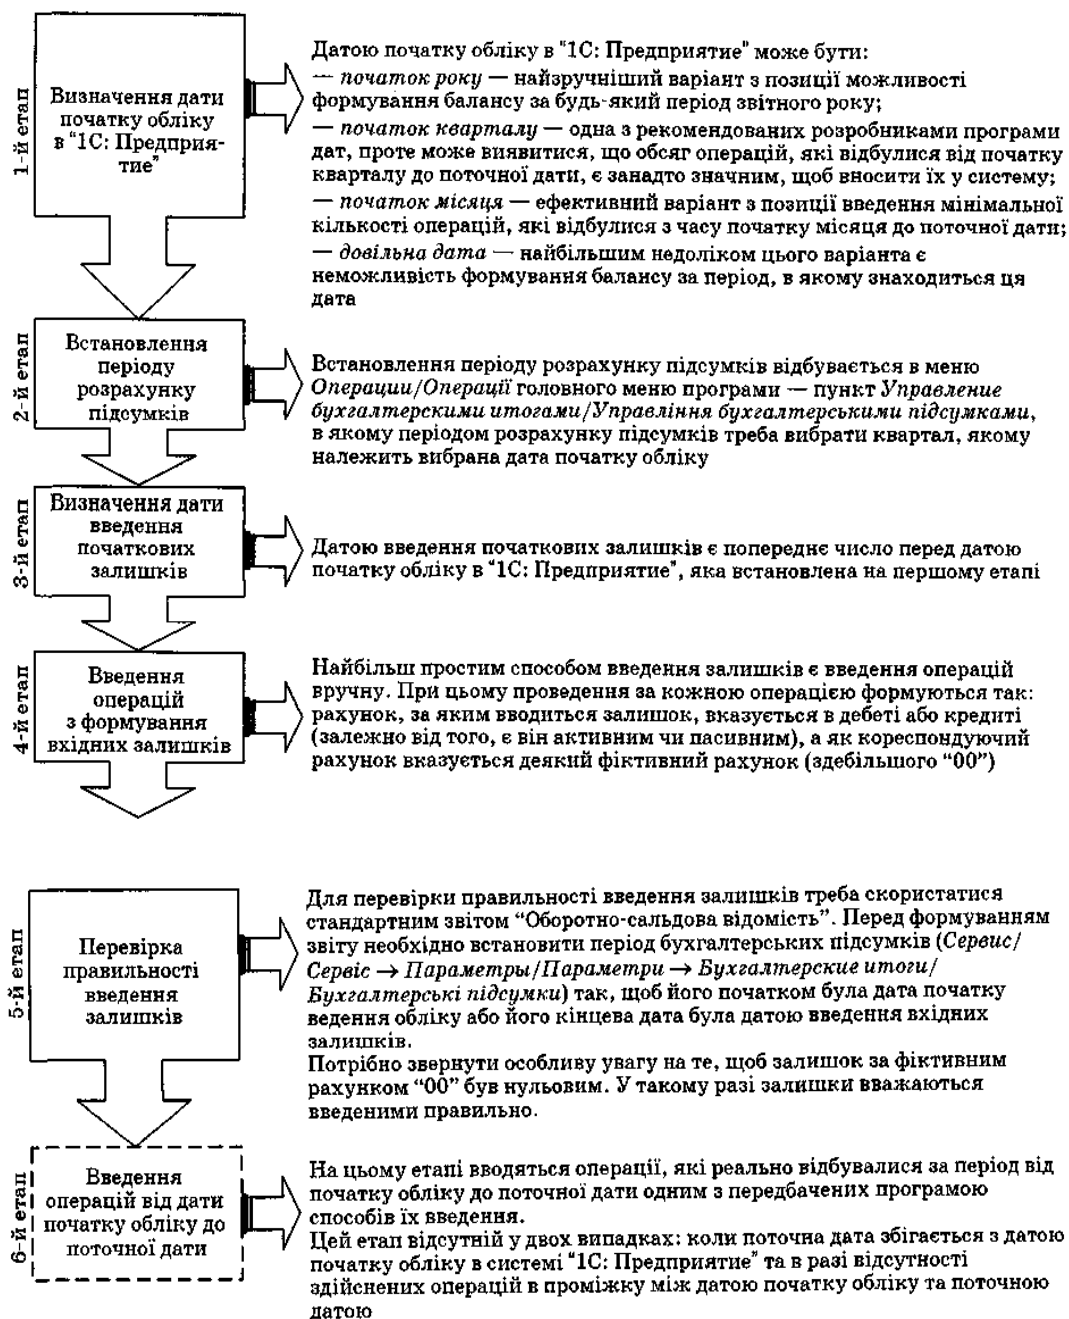 1-й етап
Визначення дати
початку обліку
в "1С: Предприя-
тие"
Датою початку обліку в "1С: Предприятие" може бути:
— початок року — найзручніший варіант з позиції можливості
формування балансу за будь-який період звітного року;
— початок кварталу — одна з рекомендованих розробниками програми
дат, проте може виявитися, що обсяг операцій, які відбулися від початку
кварталу до поточної дати, є занадто значним, щоб вносити їх у систему;
— початок місяця — ефективний варіант з позиції введення мінімальної
кількості операцій, які відбулися з часу початку місяця до поточної дати;
— довільна дата — найбільшим недоліком цього варіанта є
неможливість формування балансу за період, в якому знаходиться ця
дата
2-й етап
Встановлення
періоду
розрахунку
підсумків
Встановлення періоду розрахунку підсумків відбувається в меню
Операции/Операції головного меню програми — пункт Управление
бухгалтерскими итогами/Управління бухгалтерськими підсумками,
в якому періодом розрахунку підсумків треба вибрати квартал, якому
належить вибрана дата початку обліку
3-й етап
Визначення дати
введення
початкових
залишків
Датою введення початкових залишків є попереднє число перед датою
початку обліку в "1С: Предприятие", яка встановлена на першому етапі
4-й етап
Введення
операцій
з формування
вхідних залишків
Найбільш простим способом введення залишків є введення операцій
вручну. При цьому проведення за кожною операцією формуються так:
рахунок, за яким вводиться залишок, вказується в дебеті або кредиті
(залежно від того, є він активним чи пасивним), а як кореспондуючий
рахунок вказується деякий фіктивний рахунок (здебільшого "00")
5-й етап
Перевірка
правильності
введення
залишків
Для перевірки правильності введення залишків треба скористатися
стандартним звітом "Оборотно-сальдова відомість". Перед формуванням
звіту необхідно встановити період бухгалтерських підсумків (Сервис/
Сервіс → Параметры/Параметри → Бухгалтерские итоги/
Бухгалтерські підсумки) так, щоб його початком була дата початку
ведення обліку або його кінцева дата була датою введення вхідних
залишків.
Потрібно звернути особливу увагу на те, щоб залишок за фіктивним
рахунком "00" був нульовим. У такому разі залишки вважаються
введеними правильно.
6-й етап
Введення
операцій від дати
початку обліку до
поточної дати
На цьому етапі вводяться операції, які реально відбувалися за період від
початку обліку до поточної дати одним з передбачених програмою
способів їх введення.
Цей етап відсутній у двох випадках: коли поточна дата збігається з датою
початку обліку в системі "1С: Предприятие" та в разі відсутності
здійснених операцій в проміжку між датою початку обліку та поточною
датою